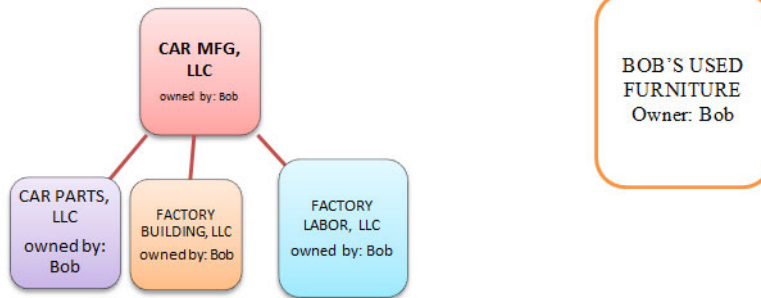 CAR MFG,
LLC
owned by: Bob
BOB'S USED
FURNITURE
Owner: Bob
CAR PARTS,
LLC
owned by:
Bob
FACTORY
BUILDING, LLC
owned by: Bob
FACTORY
LABOR, LLC
owned by: Bob